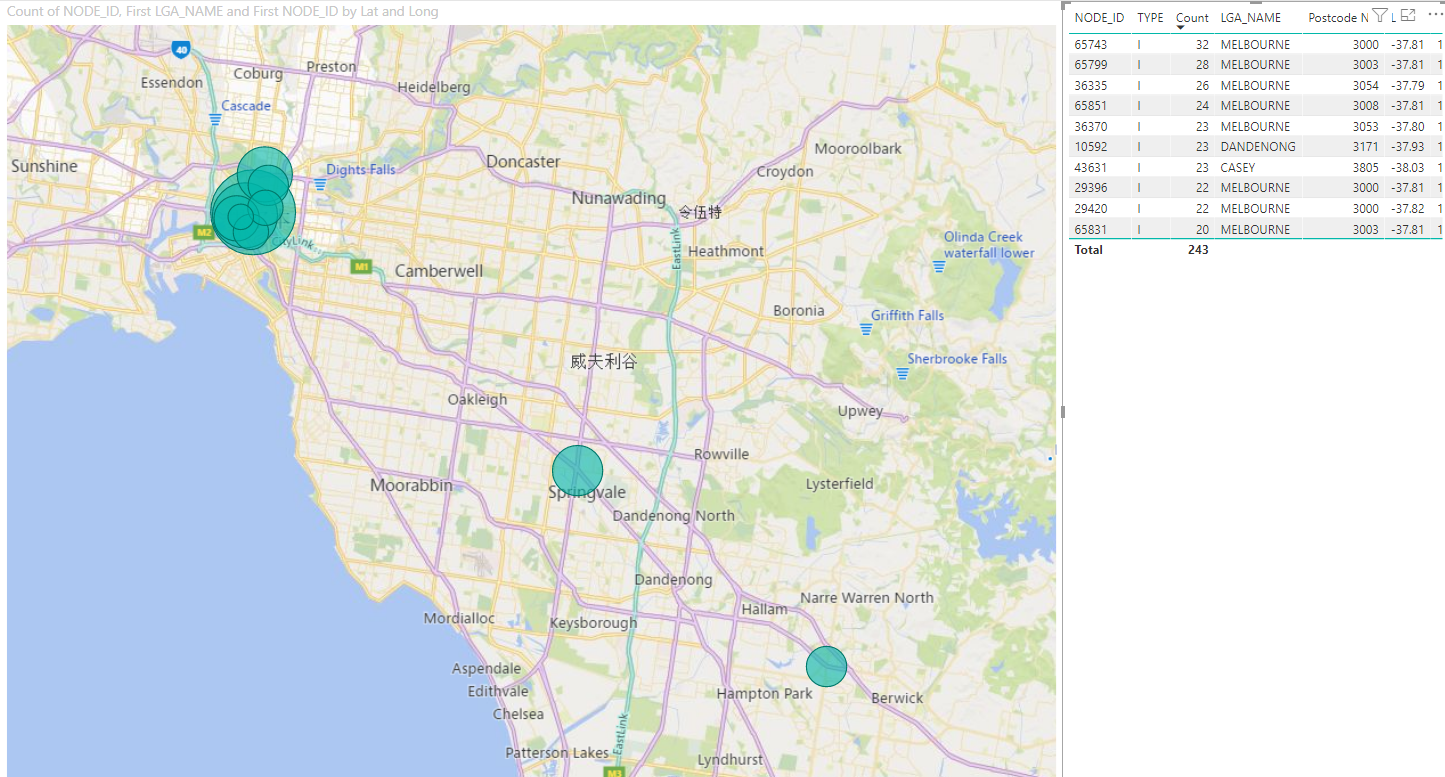 Count of NODE_ID, First LGA_NAME and First NODE_ID by Lat and Long
40
Preston
Coburg
Essendon
Heidelberg
Cascade
Mooroolbark
Sunshine
Doncaster
Dights Falls
Croydon
Nunawading
令伍特
M2
CityLink
Olinda Creek
waterfall lower
EastLink
Heathmont
M1
Camberwell
Boronia
Griffith Falls
威夫利谷
Sherbrooke Falls
Oakleigh
Upwey
Rowville
Moorabbin
Springvale
Lysterfield
Dandenong North
Dandenong
Narre Warren North
Hallam
Mordialloc
Keysborough
Aspendale
Edithvale
Hampton Park
Berwick
Chelsea
EastLink
Patterson Lakes
Lyndhurst
M3
NODE_ID TYPE Count LGA_NAME Postcode N L
65743 I 32 MELBOURNE 3000 -37.81 1
65799 I 28 MELBOURNE 3003 -37.81 1
36335 I 26 MELBOURNE 3054 -37.79 1
65851 I 24 MELBOURNE 3008 -37.81 1
36370 I 23 MELBOURNE 3053 -37.80 1
10592 I 23 DANDENONG 3171 -37.93 1
43631 I 23 CASEY 3805 -38.03 1
29396 I 22 MELBOURNE 3000 -37.81 1
29420 I 22 MELBOURNE 3000 -37.82 1
65831 I 20 MELBOURNE 3003 -37.81 1
Total 243